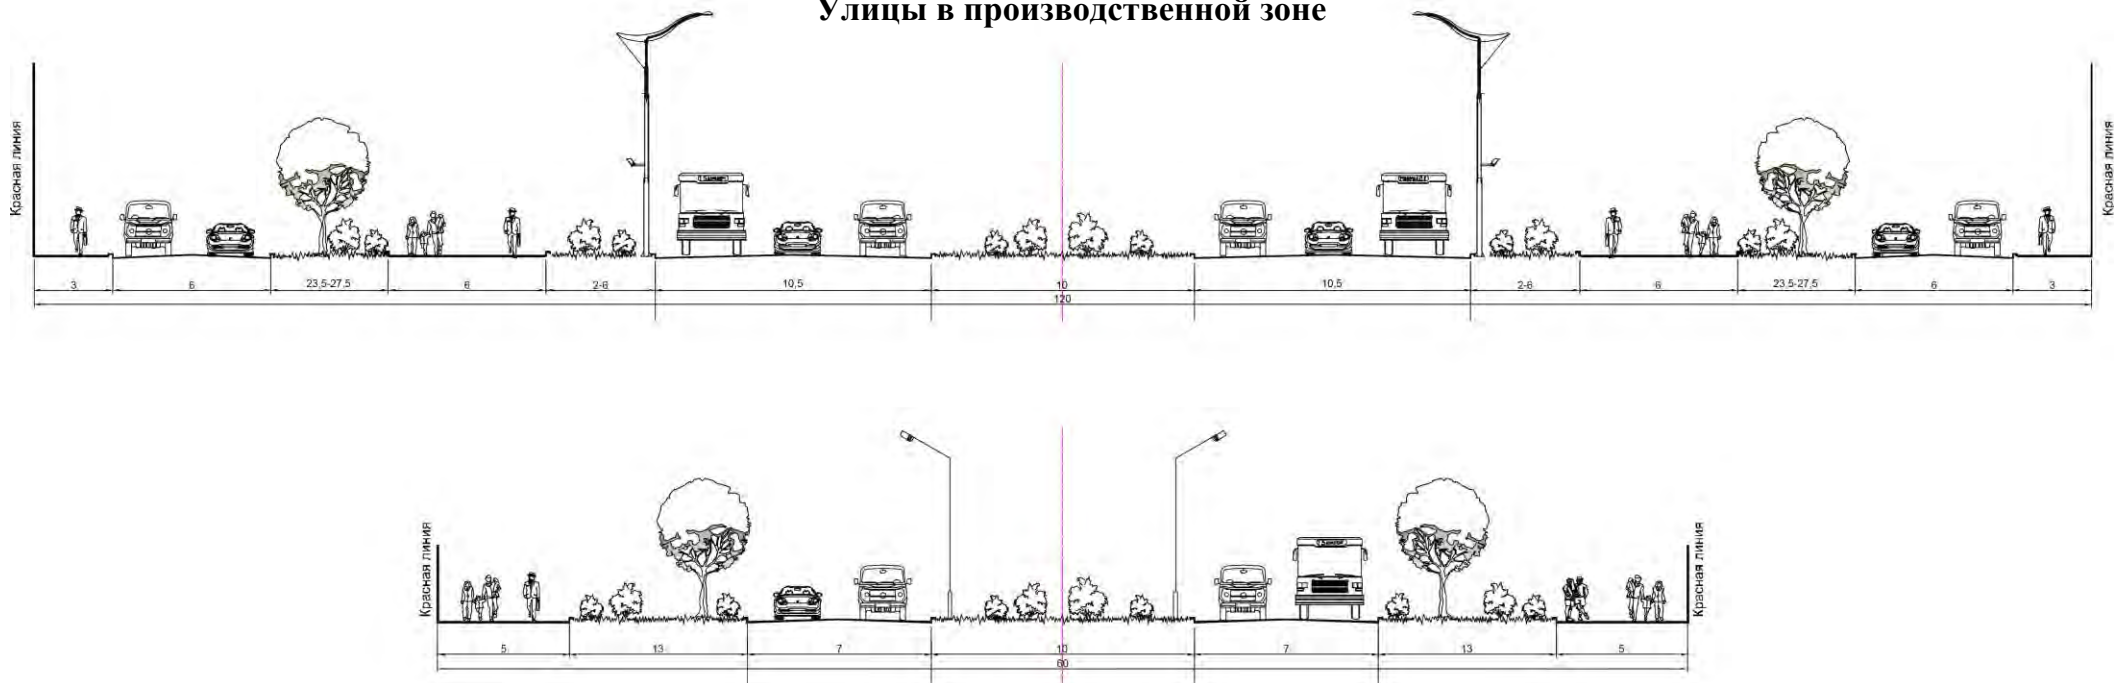 Улицы в производственной зоне
Красная линия
Красная линия
3 6 23,5-27,5 6 2-6 10,5 10 10,5 2-6 6 23,5-27,5 6 3
120
Красная линия
Красная линия
5 13 7 10 7 13 5
60